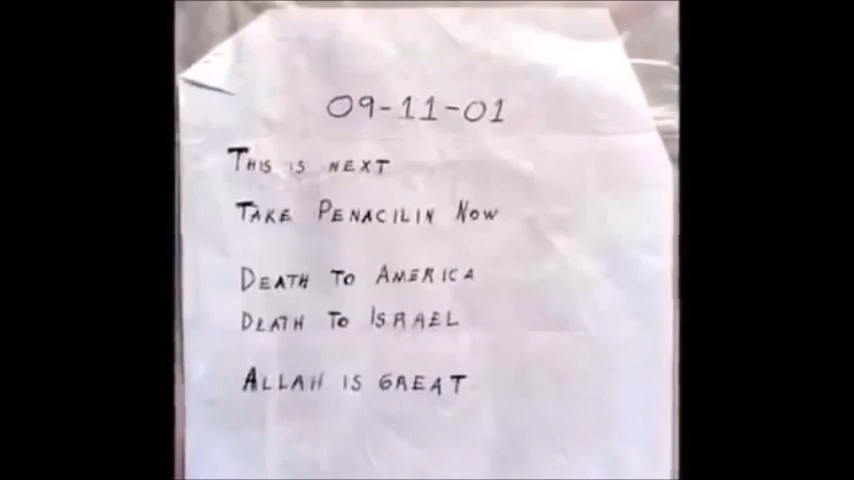 09-11-01
THIS IS NEXT
TAKE PENACILIN NOW
DEATH TO AMERICA
DEATH TO ISRAEL
ALLAH IS GREAT